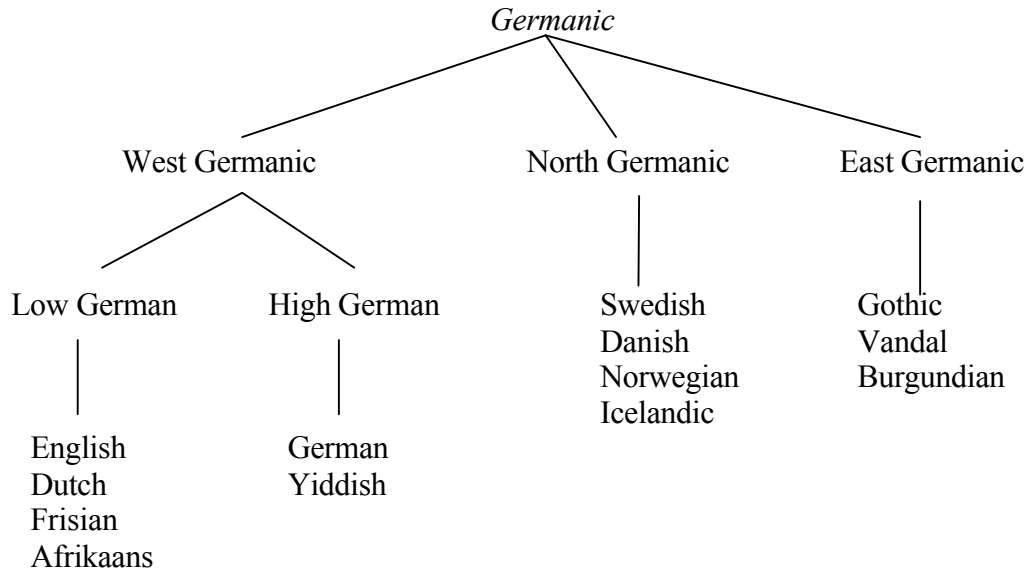 Germanic
West Germanic
North Germanic
East Germanic
Low German
High German
English
Dutch
Frisian
Afrikaans
German
Yiddish
Swedish
Danish
Norwegian
Icelandic
Gothic
Vandal
Burgundian